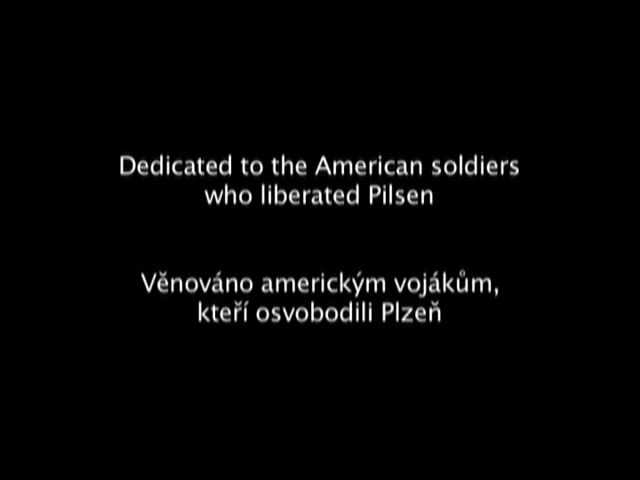 Dedicated to the American soldiers
who liberated Pilsen
Věnováno americkým vojákům,
kteří osvobodili Plzeň